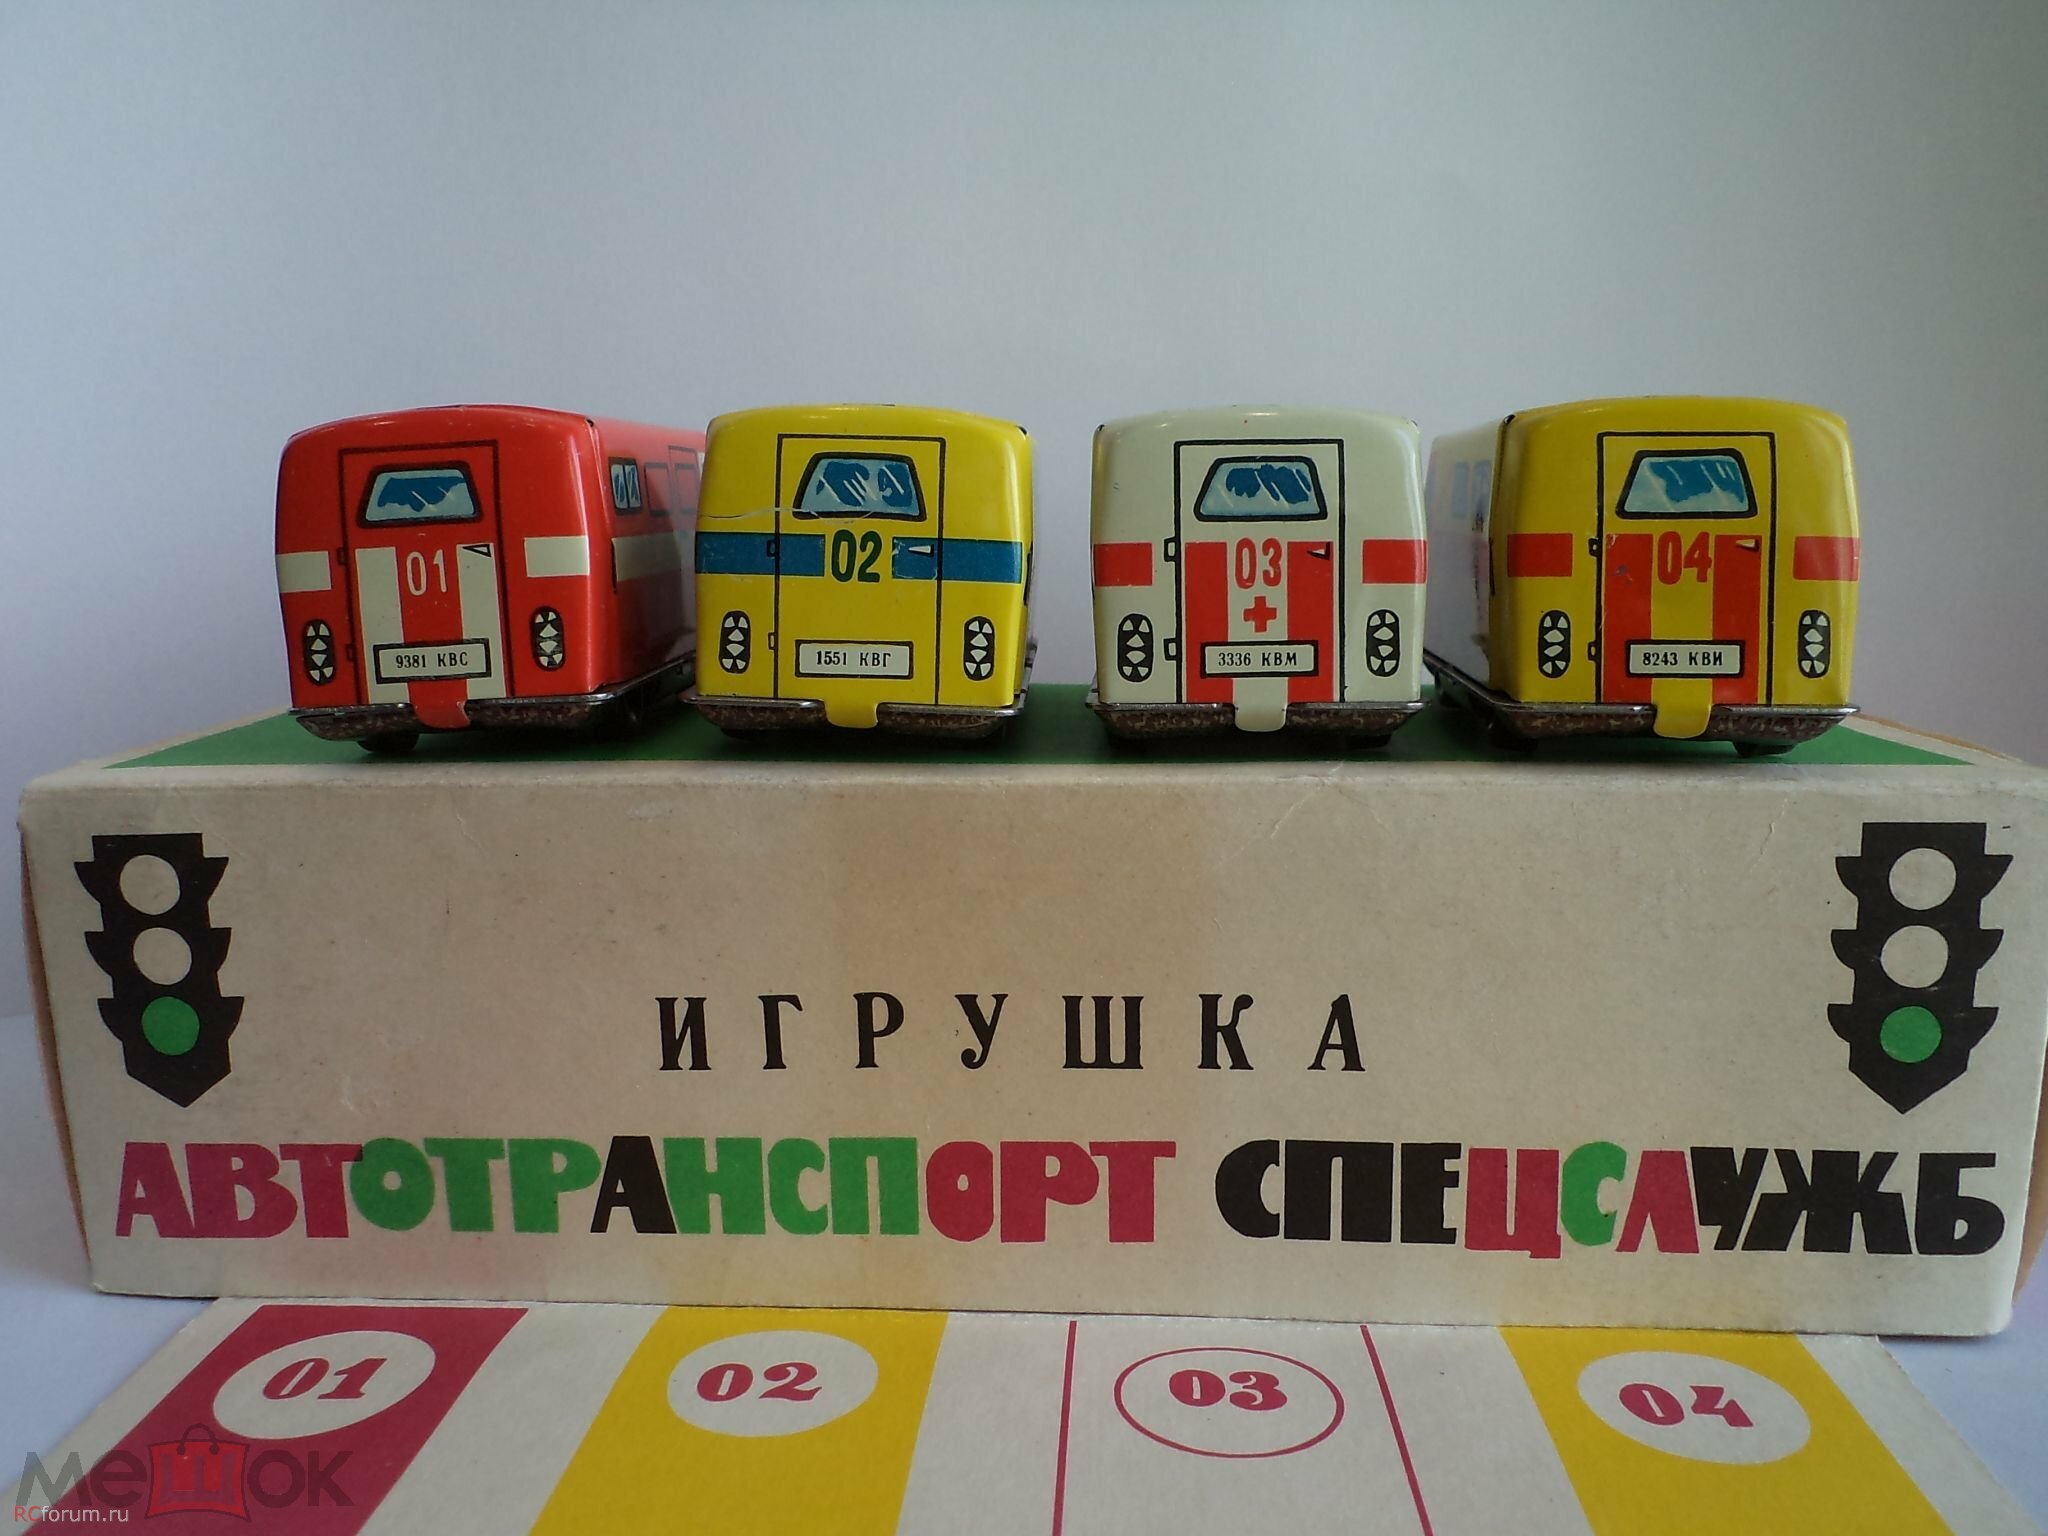 01
02
03
04
9381 КВС
1551 КВГ
3336 КВМ
8243 КВИ
ИГРУШКА
АВТОТРАНСПОРТ СПЕЦСЛУЖБ
01
02
03
04
мешок
RCforum.ru